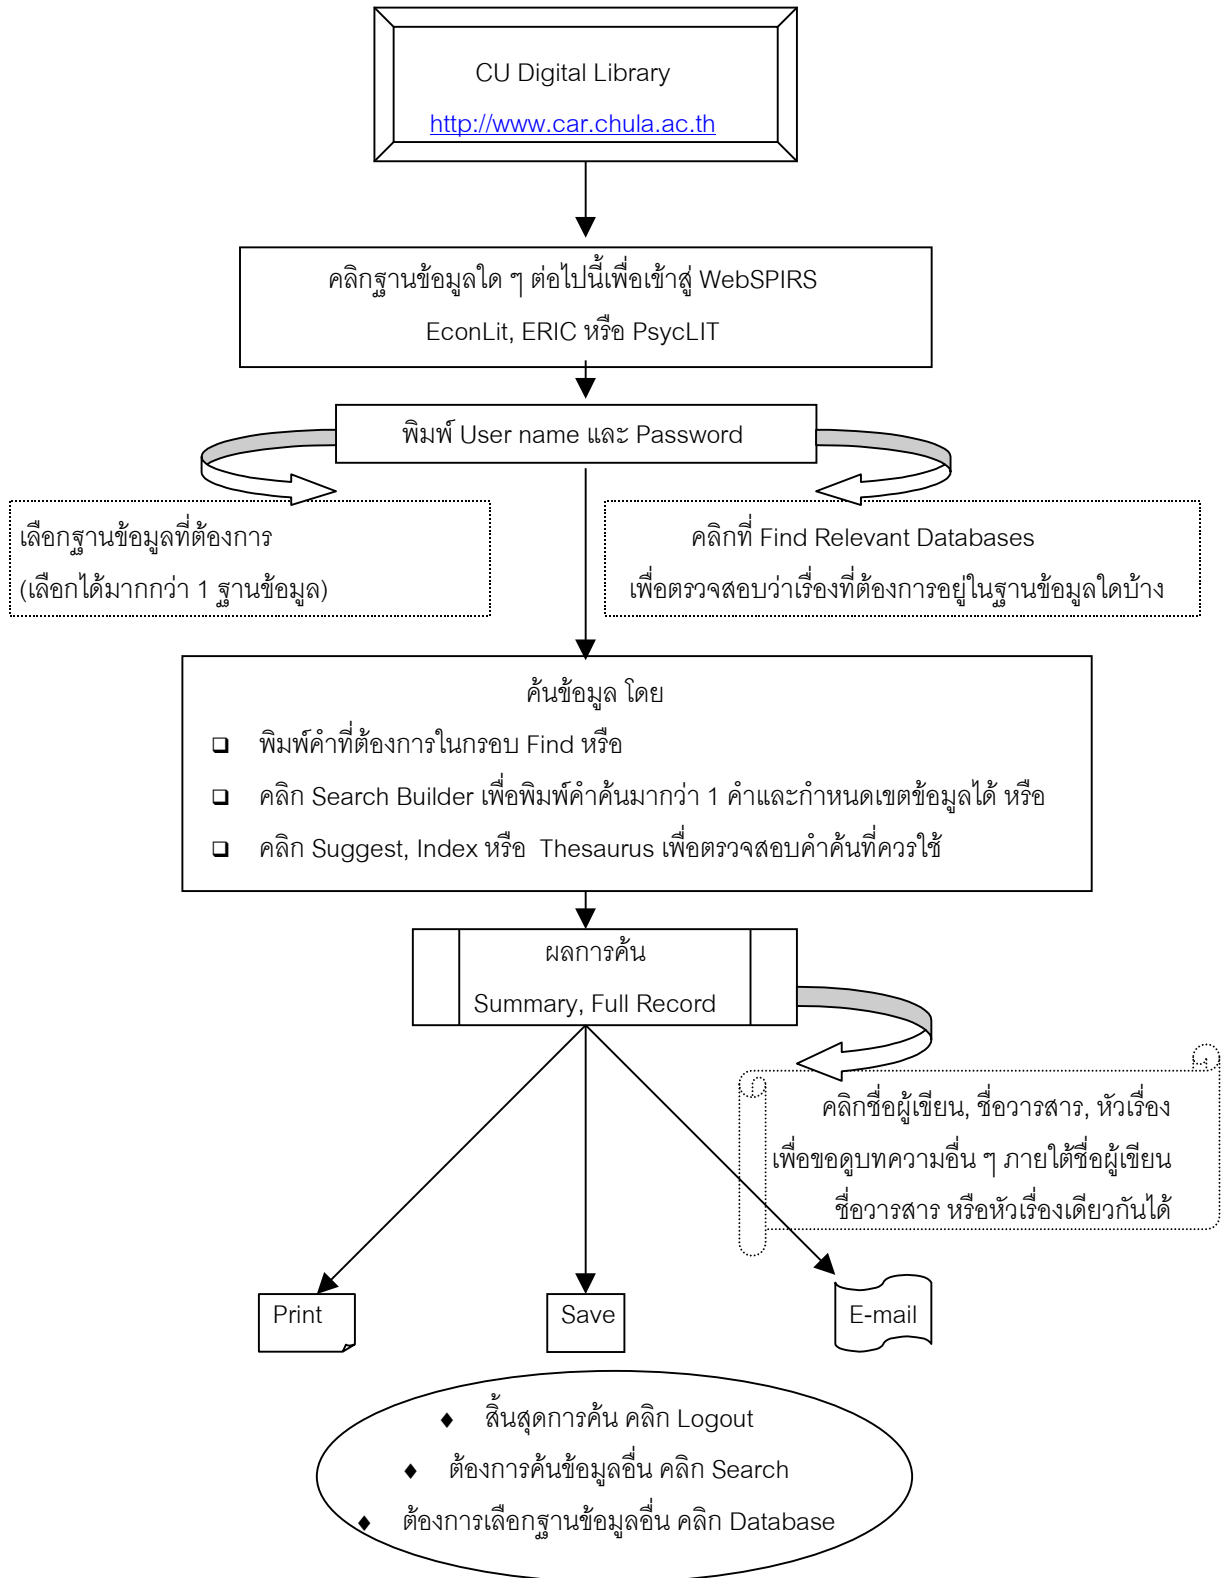 CU Digital Library
http://www.car.chula.ac.th
คลิกฐานข้อมูลใด ๆ ต่อไปนี้เพื่อเข้าสู่ WebSPIRS
EconLit, ERIC หรือ PsycLIT
พิมพ์ User name และ Password
เลือกฐานข้อมูลที่ต้องการ
(เลือกได้มากกว่า 1 ฐานข้อมูล)
คลิกที่ Find Relevant Databases
เพื่อตรวจสอบว่าเรื่องที่ต้องการอยู่ในฐานข้อมูลใดบ้าง
ค้นข้อมูล โดย
❑ พิมพ์คำที่ต้องการในกรอบ Find หรือ
❑ คลิก Search Builder เพื่อพิมพ์คำค้นมากว่า 1 คำและกำหนดเขตข้อมูลได้ หรือ
❑ คลิก Suggest, Index หรือ Thesaurus เพื่อตรวจสอบคำค้นที่ควรใช้
ผลการค้น
Summary, Full Record
คลิกชื่อผู้เขียน, ชื่อวารสาร, หัวเรื่อง
เพื่อขอดูบทความอื่น ๆ ภายใต้ชื่อผู้เขียน
ชื่อวารสาร หรือหัวเรื่องเดียวกันได้
Print
Save
E-mail
♦ สิ้นสุดการค้น คลิก Logout
♦ ต้องการค้นข้อมูลอื่น คลิก Search
♦ ต้องการเลือกฐานข้อมูลอื่น คลิก Database